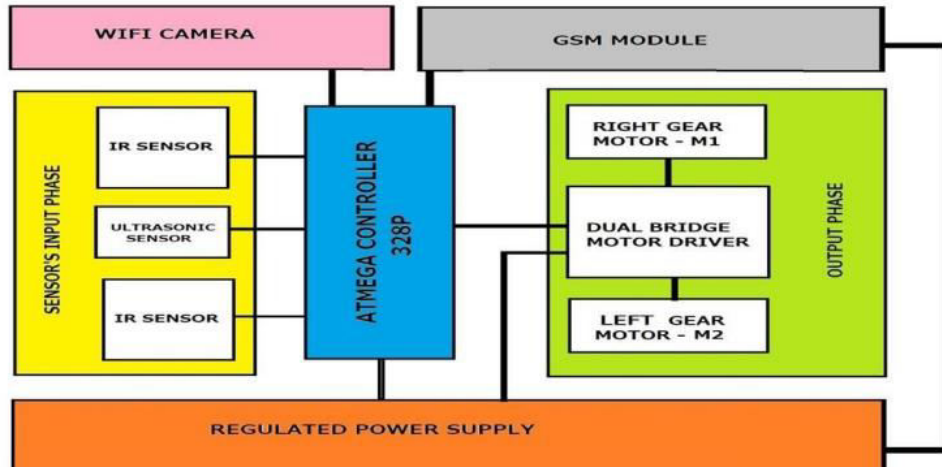 WIFI CAMERA
GSM MODULE
SENSOR'S INPUT PHASE
IR SENSOR
ULTRASONIC
SENSOR
IR SENSOR
ATMEGA CONTROLLER
328P
RIGHT GEAR
MOTOR - M1
DUAL BRIDGE
MOTOR DRIVER
LEFT GEAR
MOTOR - M2
OUTPUT PHASE
REGULATED POWER SUPPLY